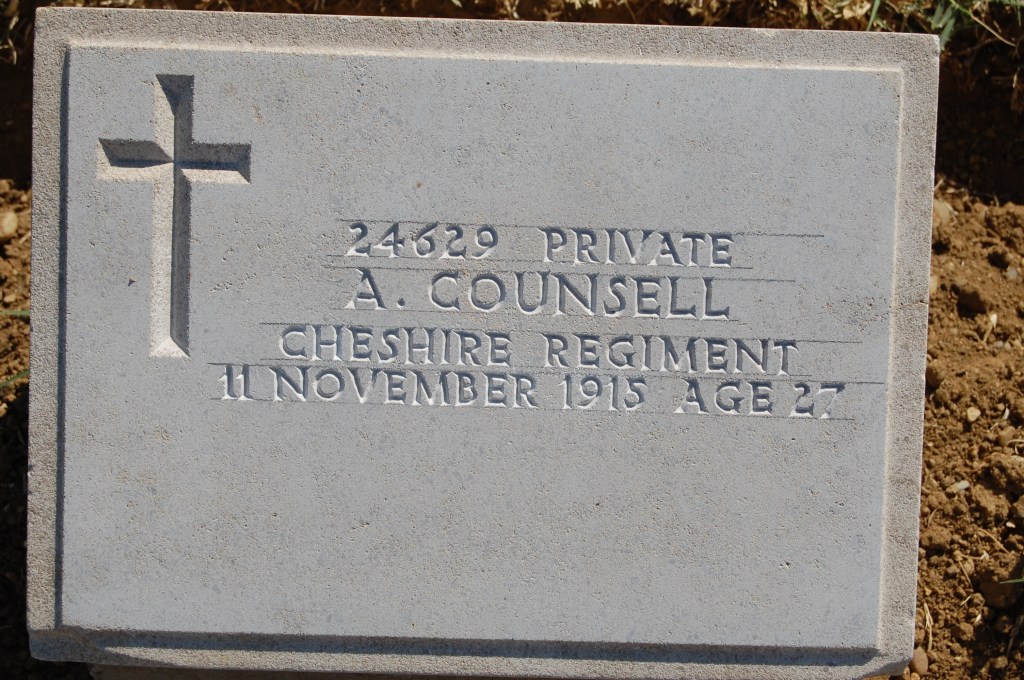 24629 PRIVATE
A. COUNSELL
CHESHIRE REGIMENT
11 NOVEMBER 1915 AGE 27